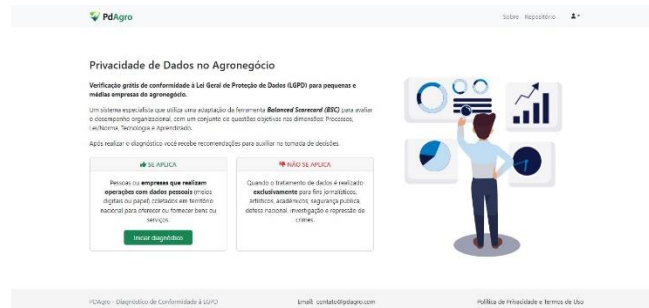 PdAgro
Sobre Repositório
Privacidade de Dados no Agronegócio
Verificação grátis de conformidade à Lei Geral de Proteção de Dados (LGPD) para pequenas e
médias empresas do agronegócio.
Um sistema especialista que utiliza uma adaptação da ferramenta Balanced Scorecard (BSC) para avaliar
o desempenho organizacional, com um conjunto de questões objetivas nas dimensões: Processos,
Lei/Norma, Tecnologia e Aprendizado.
Após realizar o diagnóstico você recebe recomendações para auxiliar na tomada de decisões
SE APLICA
Pessoas ou empresas que realizam
operações com dados pessoais (meios
digitais ou papel) coletados em território
nacional para oferecer ou fornecer bens ou
serviços.
Iniciar diagnóstico
NÃO SE APLICA
Quando o tratamento de dados é realizado
exclusivamente para fins jornalísticos,
artísticos, acadêmicos, segurança pública,
defesa nacional, investigação e repressão de
crimes.
PDAgro - Diagnóstico de Conformidade à LGPD
Email: contato@pdagro.com
Política de Privacidade e Termos de Uso